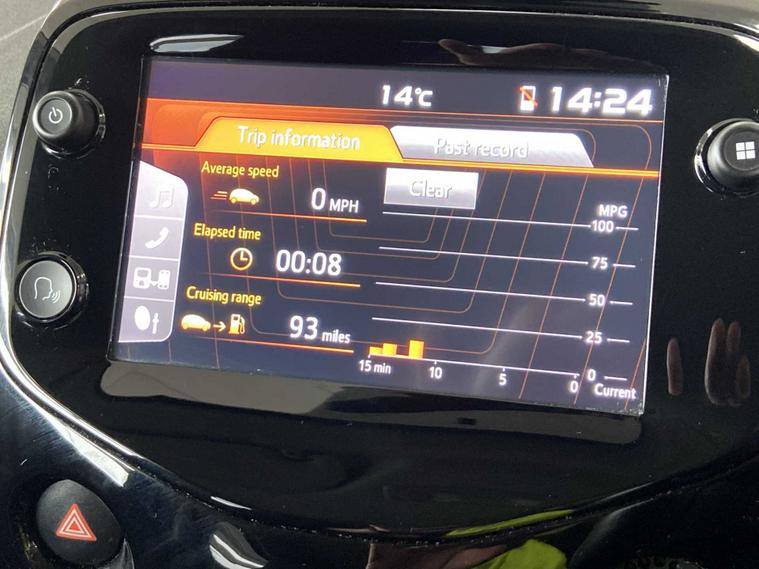 14°C 14:24
Trip information Past record
Average speed
Clear
0 MPH
MPG
100
Elapsed time
75
00:08
50
Cruising range
93 miles
25
0
15 min 10 5 0 Current